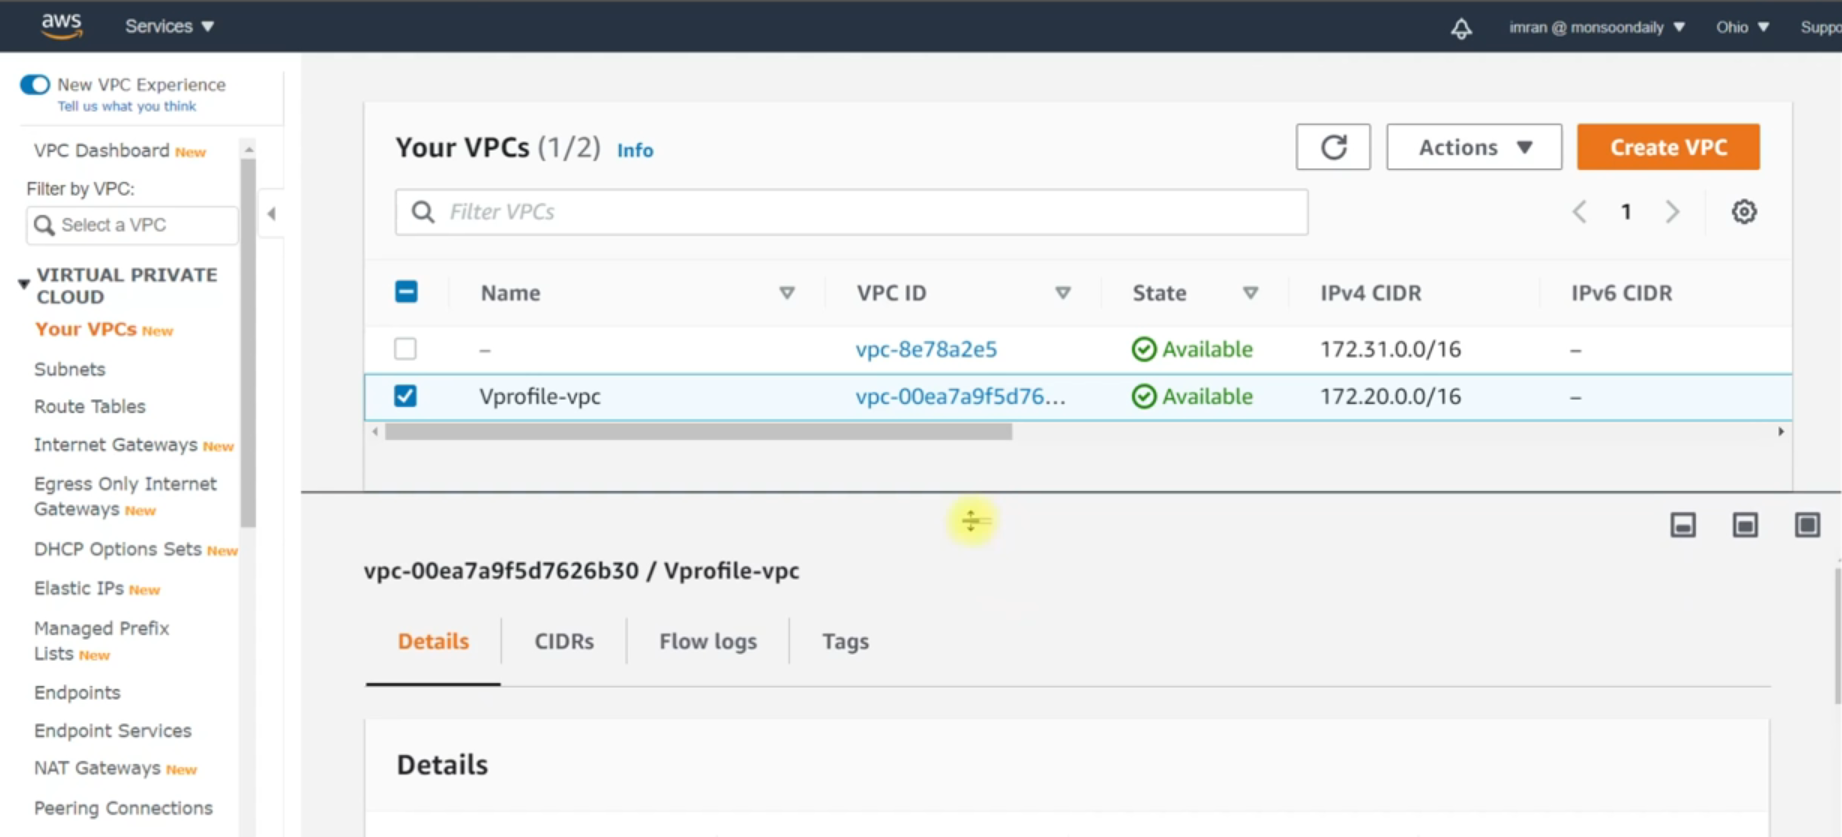 aws Services imran @ monsoondaily Ohio Suppo
New VPC Experience
Tell us what you think
VPC Dashboard New
Filter by VPC:
Select a VPC
VIRTUAL PRIVATE
CLOUD
Your VPCs New
Subnets
Route Tables
Internet Gateways New
Egress Only Internet
Gateways New
DHCP Options Sets New
Elastic IPs New
Managed Prefix
Lists New
Endpoints
Endpoint Services
NAT Gateways New
Peering Connections
Your VPCs (1/2) Info Actions Create VPC
Filter VPCs 1
Name VPC ID State IPv4 CIDR IPv6 CIDR
– vpc-8e78a2e5 Available 172.31.0.0/16 –
Vprofile-vpc vpc-00ea7a9f5d76... Available 172.20.0.0/16 –
vpc-00ea7a9f5d7626b30 / Vprofile-vpc
Details CIDRs Flow logs Tags
Details